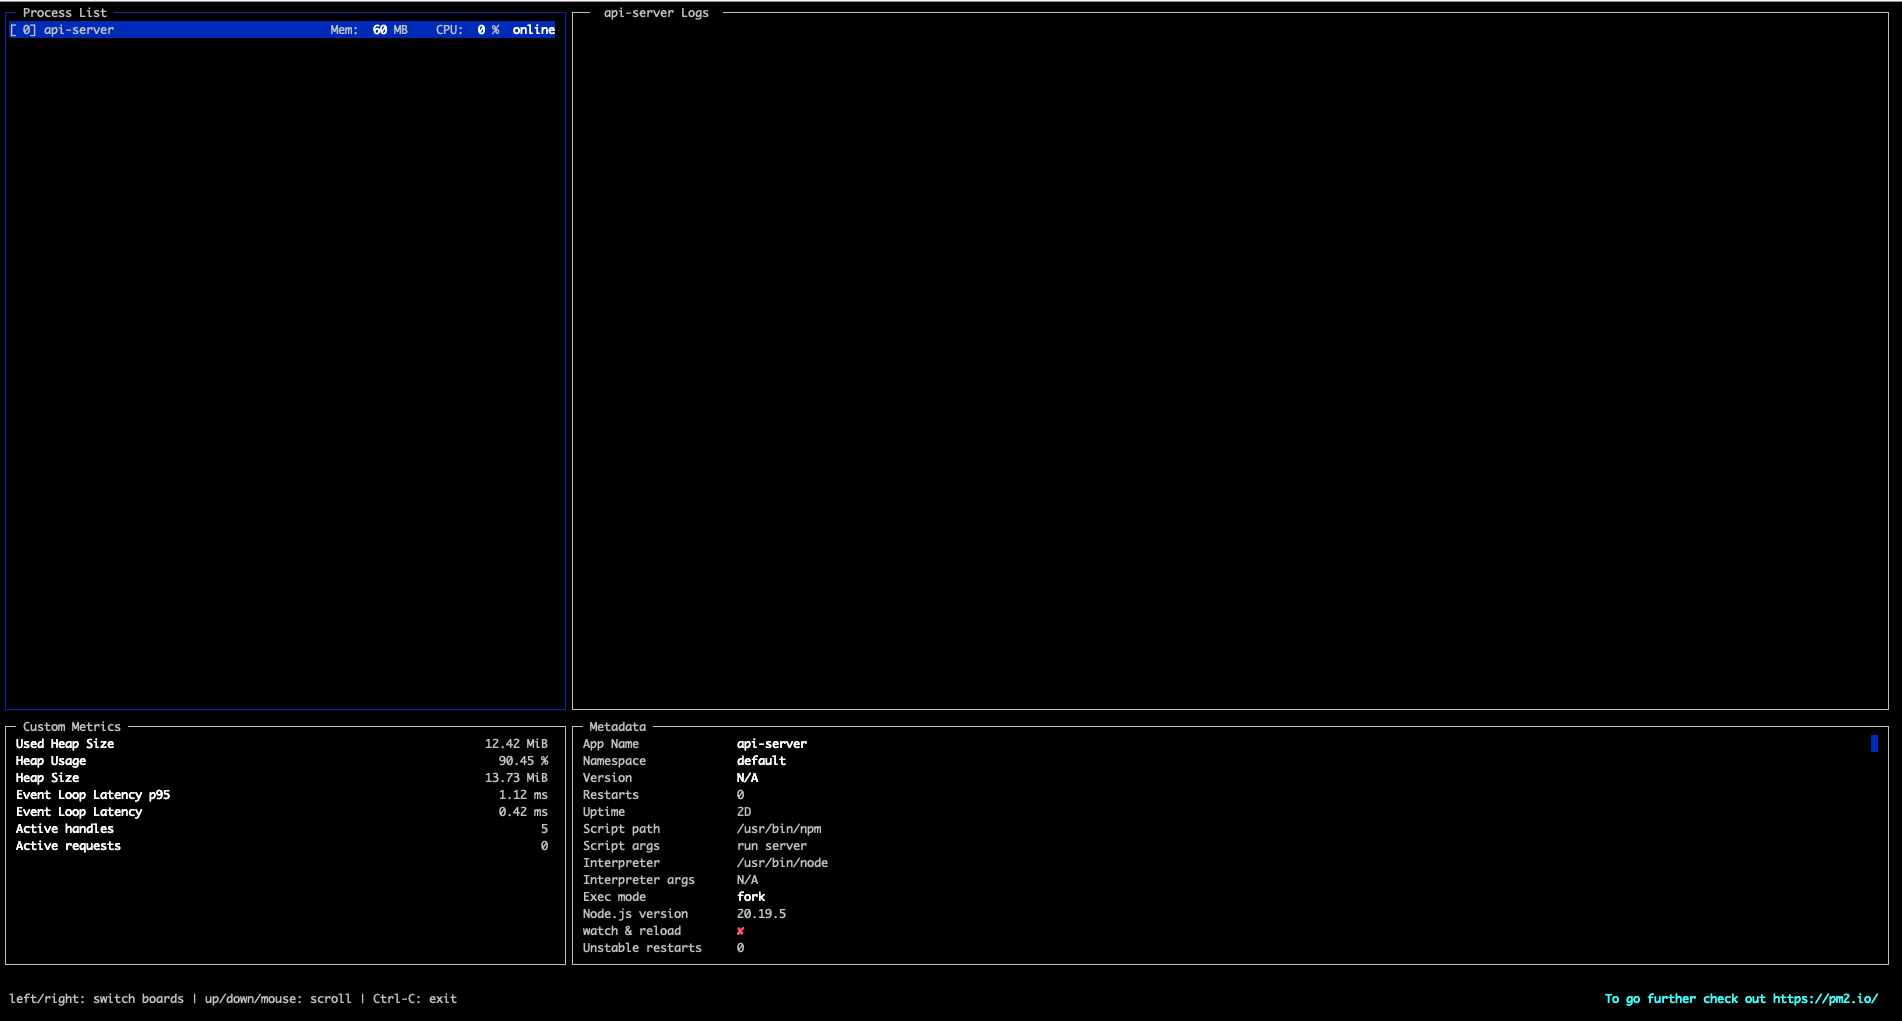 Process List
[ 0] api-server Mem: 60 MB CPU: 0 % online
api-server Logs
Custom Metrics
Used Heap Size 12.42 MiB
Heap Usage 90.45 %
Heap Size 13.73 MiB
Event Loop Latency p95 1.12 ms
Event Loop Latency 0.42 ms
Active handles 5
Active requests 0
Metadata
App Name api-server
Namespace default
Version N/A
Restarts 0
Uptime 2D
Script path /usr/bin/npm
Script args run server
Interpreter /usr/bin/node
Interpreter args N/A
Exec mode fork
Node.js version 20.19.5
watch & reload ✘
Unstable restarts 0
left/right: switch boards | up/down/mouse: scroll | Ctrl-C: exit
To go further check out https://pm2.io/